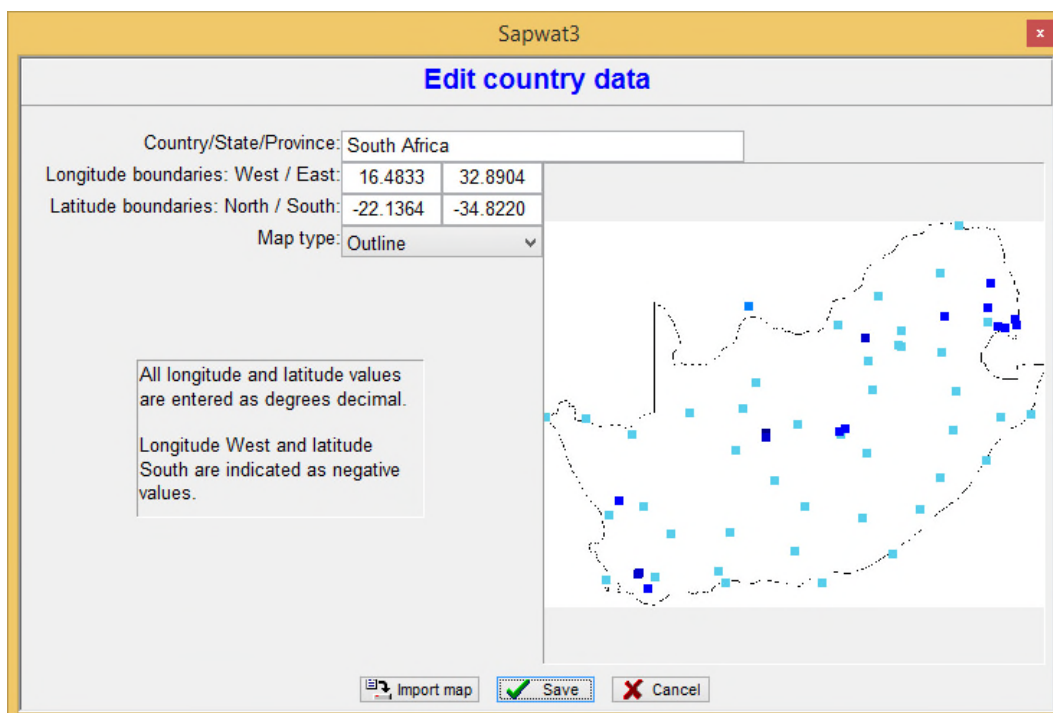 Sapwat3
x
Edit country data
Country/State/Province: South Africa
Longitude boundaries: West / East: 16.4833 32.8904
Latitude boundaries: North / South: -22.1364 -34.8220
Map type: Outline
All longitude and latitude values
are entered as degrees decimal.
Longitude West and latitude
South are indicated as negative
values.
Import map Save Cancel